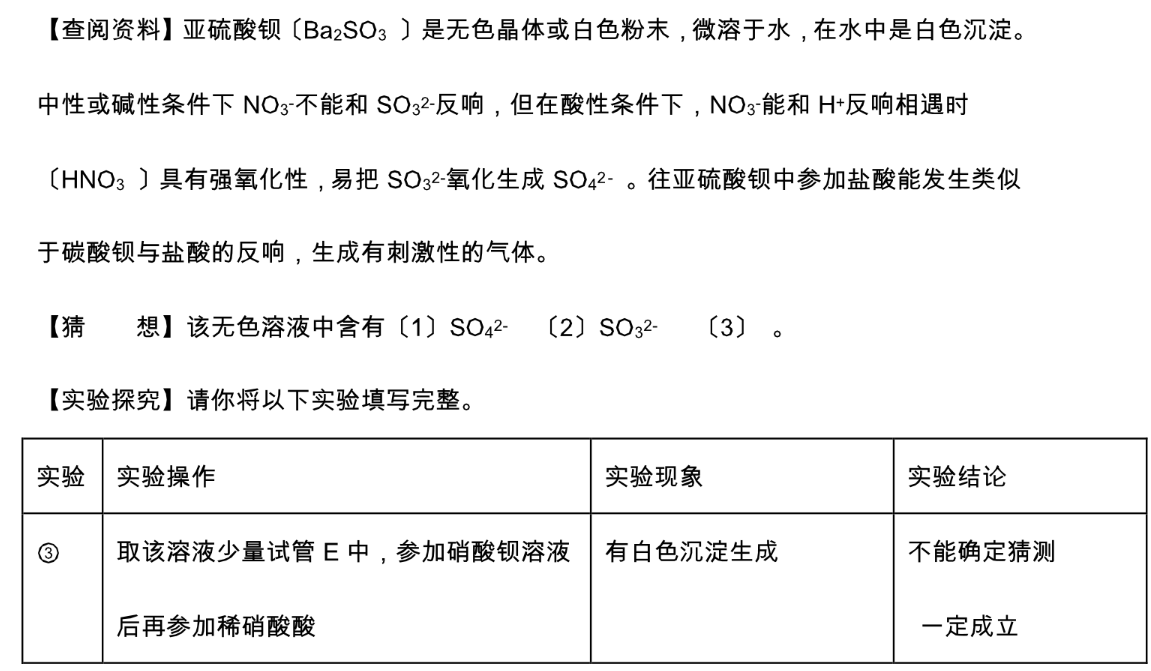 【查阅资料】亚硫酸钡〔Ba₂SO₃ 〕是无色晶体或白色粉末，微溶于水，在水中是白色沉淀。
中性或碱性条件下 NO₃⁻不能和 SO₃²⁻反响，但在酸性条件下，NO₃⁻能和 H⁺反响相遇时
〔HNO₃ 〕具有强氧化性，易把 SO₃²⁻氧化生成 SO₄²⁻ 。往亚硫酸钡中参加盐酸能发生类似
于碳酸钡与盐酸的反响，生成有刺激性的气体。
【猜 想】该无色溶液中含有〔1〕SO₄²⁻ 〔2〕SO₃²⁻ 〔3〕 。
【实验探究】请你将以下实验填写完整。
实验 实验操作 实验现象 实验结论
③ 取该溶液少量试管 E 中，参加硝酸钡溶液 有白色沉淀生成 不能确定猜测
后再参加稀硝酸酸 一定成立